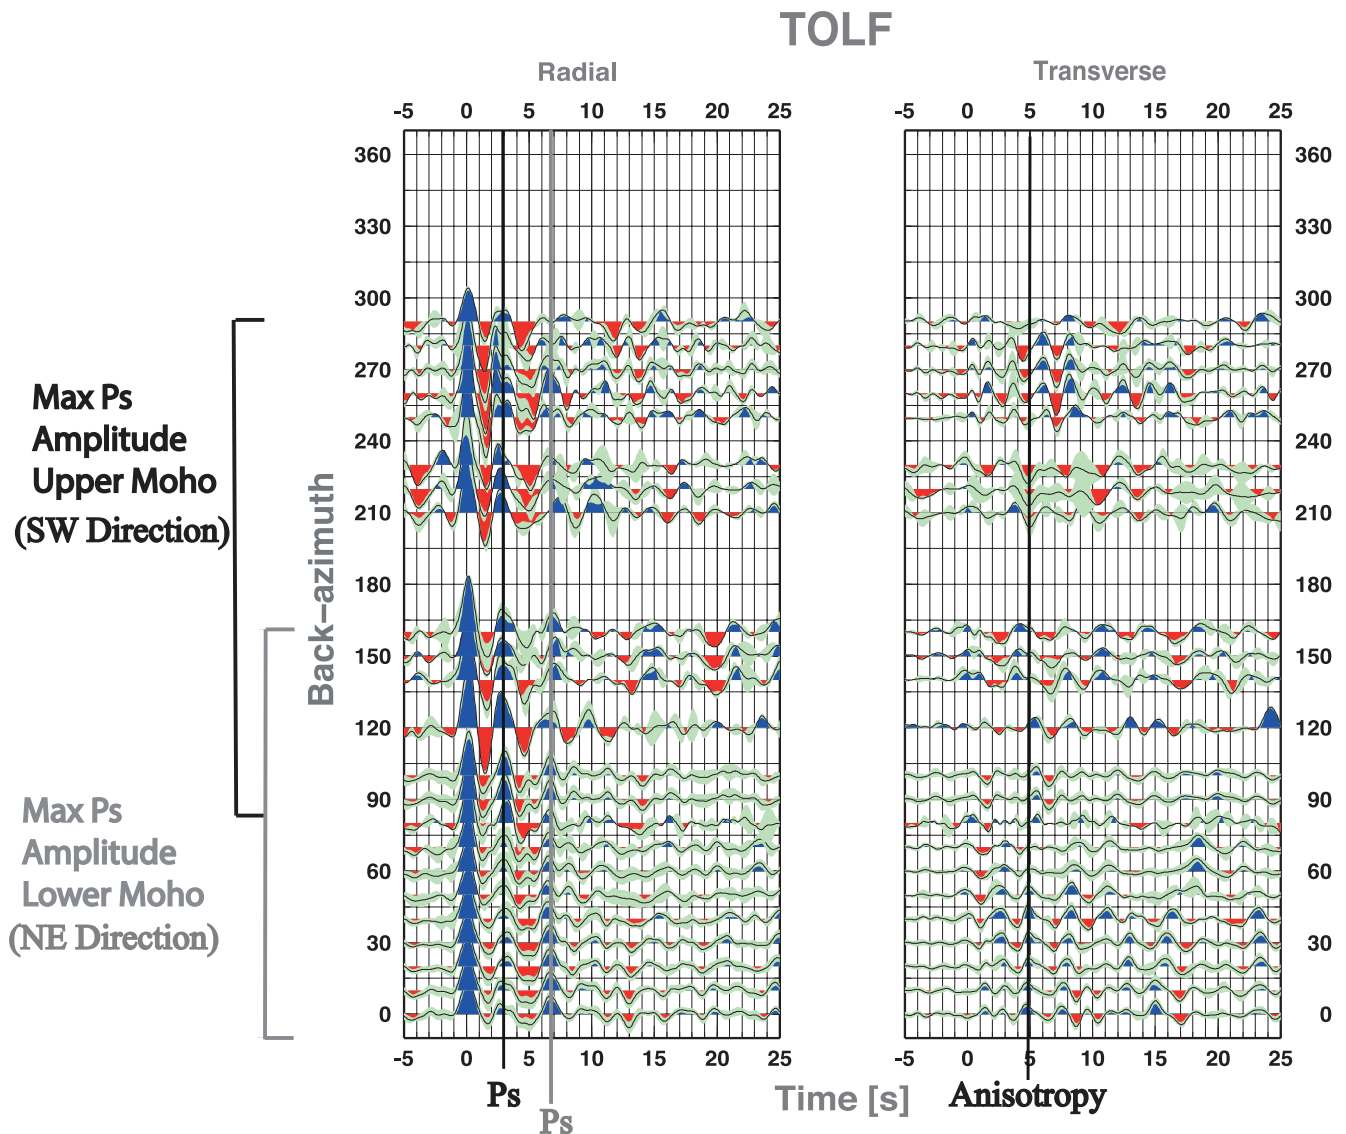 TOLF
Radial
Transverse
-5 0 5 10 15 20 25
-5 0 5 10 15 20 25
360 360
330 330
300 300
270 270
240 240
210 210
180 180
150 150
120 120
90 90
60 60
30 30
0 0
Max Ps
Amplitude
Upper Moho
(SW Direction)
Back-azimuth
Max Ps
Amplitude
Lower Moho
(NE Direction)
-5 0 5 10 15 20 25
-5 0 5 10 15 20 25
Ps
Ps
Time [s]
Anisotropy